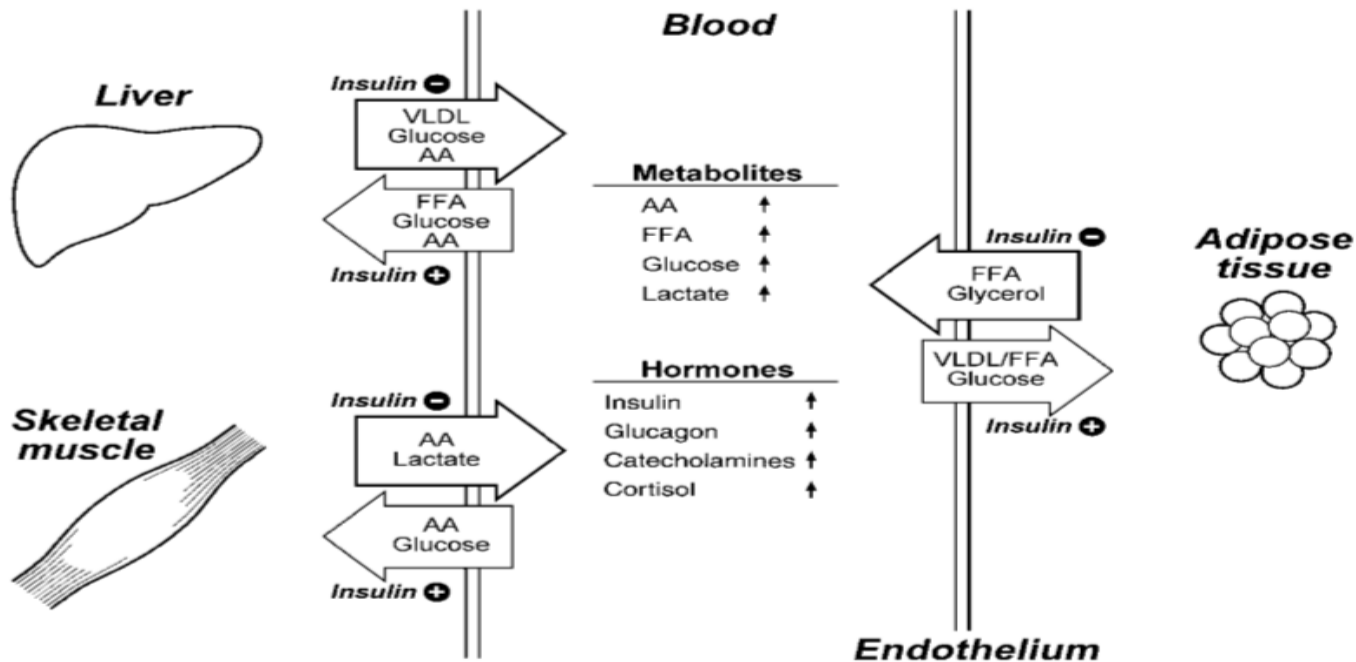 Blood
Liver
Insulin −
VLDL
Glucose
AA
FFA
Glucose
AA
Insulin +
Skeletal
muscle
Insulin −
AA
Lactate
AA
Glucose
Insulin +
Metabolites
AA ↑
FFA ↑
Glucose ↑
Lactate ↑
Hormones
Insulin ↑
Glucagon ↑
Catecholamines ↑
Cortisol ↑
Insulin −
FFA
Glycerol
VLDL/FFA
Glucose
Insulin +
Adipose
tissue
Endothelium